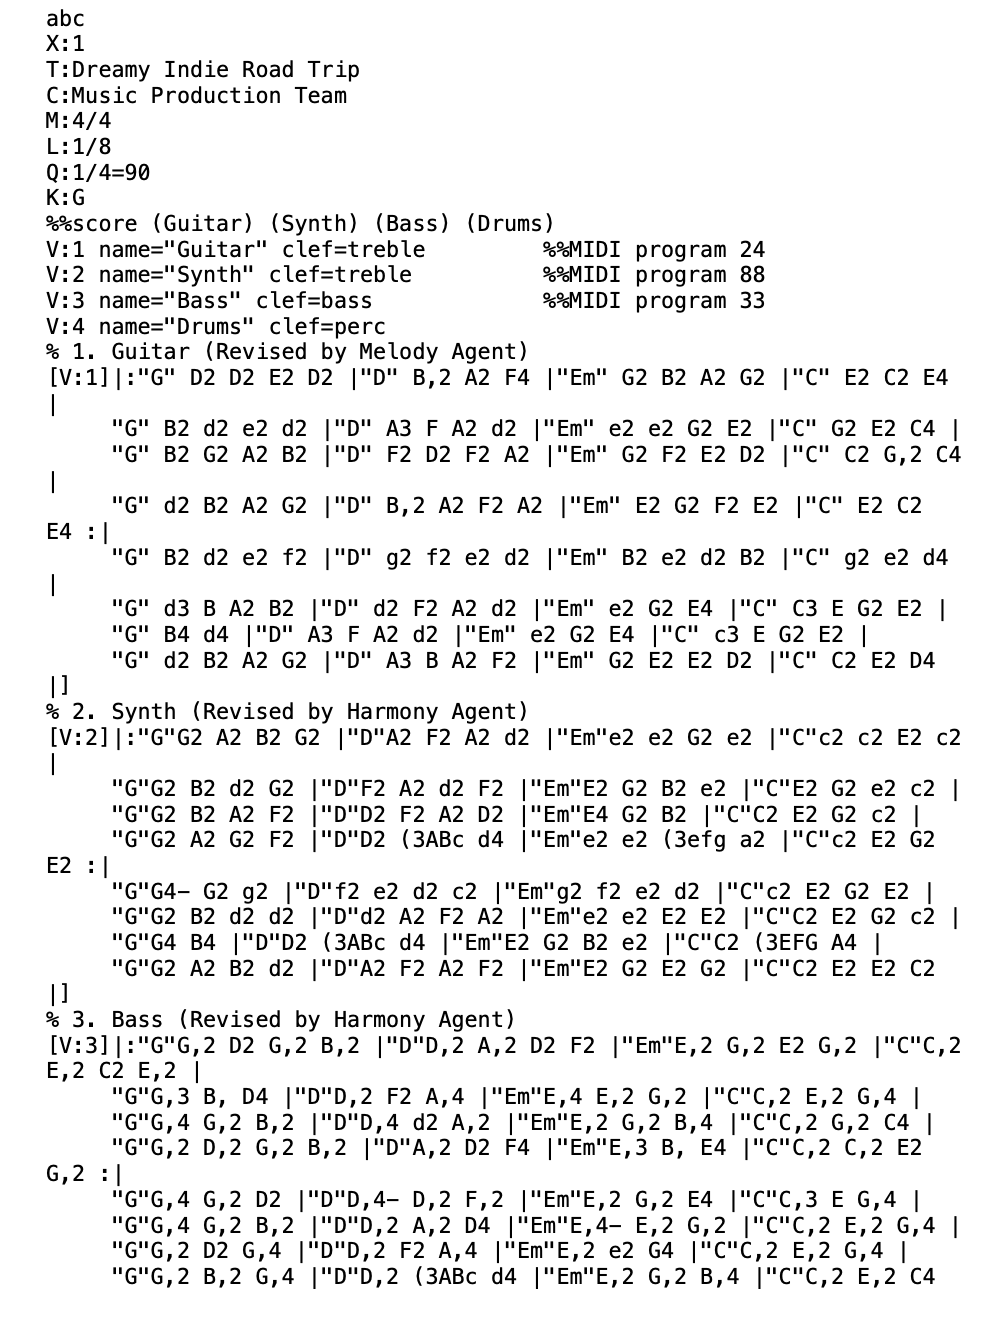 abc
X:1
T:Dreamy Indie Road Trip
C:Music Production Team
M:4/4
L:1/8
Q:1/4=90
K:G
%%score (Guitar) (Synth) (Bass) (Drums)
V:1 name="Guitar" clef=treble         %%MIDI program 24
V:2 name="Synth" clef=treble          %%MIDI program 88
V:3 name="Bass" clef=bass             %%MIDI program 33
V:4 name="Drums" clef=perc
% 1. Guitar (Revised by Melody Agent)
[V:1]|:"G" D2 D2 E2 D2 |"D" B,2 A2 F4 |"Em" G2 B2 A2 G2 |"C" E2 C2 E4
|
     "G" B2 d2 e2 d2 |"D" A3 F A2 d2 |"Em" e2 e2 G2 E2 |"C" G2 E2 C4 |
     "G" B2 G2 A2 B2 |"D" F2 D2 F2 A2 |"Em" G2 F2 E2 D2 |"C" C2 G,2 C4
|
     "G" d2 B2 A2 G2 |"D" B,2 A2 F2 A2 |"Em" E2 G2 F2 E2 |"C" E2 C2
E4 :|
     "G" B2 d2 e2 f2 |"D" g2 f2 e2 d2 |"Em" B2 e2 d2 B2 |"C" g2 e2 d4
|
     "G" d3 B A2 B2 |"D" d2 F2 A2 d2 |"Em" e2 G2 E4 |"C" C3 E G2 E2 |
     "G" B4 d4 |"D" A3 F A2 d2 |"Em" e2 G2 E4 |"C" c3 E G2 E2 |
     "G" d2 B2 A2 G2 |"D" A3 B A2 F2 |"Em" G2 E2 E2 D2 |"C" C2 E2 D4
|]
% 2. Synth (Revised by Harmony Agent)
[V:2]|:"G"G2 A2 B2 G2 |"D"A2 F2 A2 d2 |"Em"e2 e2 G2 e2 |"C"c2 c2 E2 c2
|
     "G"G2 B2 d2 G2 |"D"F2 A2 d2 F2 |"Em"E2 G2 B2 e2 |"C"E2 G2 e2 c2 |
     "G"G2 B2 A2 F2 |"D"D2 F2 A2 D2 |"Em"E4 G2 B2 |"C"C2 E2 G2 c2 |
     "G"G2 A2 G2 F2 |"D"D2 (3ABc d4 |"Em"e2 e2 (3efg a2 |"C"c2 E2 G2
E2 :|
     "G"G4- G2 g2 |"D"f2 e2 d2 c2 |"Em"g2 f2 e2 d2 |"C"c2 E2 G2 E2 |
     "G"G2 B2 d2 d2 |"D"d2 A2 F2 A2 |"Em"e2 e2 E2 E2 |"C"C2 E2 G2 c2 |
     "G"G4 B4 |"D"D2 (3ABc d4 |"Em"E2 G2 B2 e2 |"C"C2 (3EFG A4 |
     "G"G2 A2 B2 d2 |"D"A2 F2 A2 F2 |"Em"E2 G2 E2 G2 |"C"C2 E2 E2 C2
|]
% 3. Bass (Revised by Harmony Agent)
[V:3]|:"G"G,2 D2 G,2 B,2 |"D"D,2 A,2 D2 F2 |"Em"E,2 G,2 E2 G,2 |"C"C,2
E,2 C2 E,2 |
     "G"G,3 B, D4 |"D"D,2 F2 A,4 |"Em"E,4 E,2 G,2 |"C"C,2 E,2 G,4 |
     "G"G,4 G,2 B,2 |"D"D,4 d2 A,2 |"Em"E,2 G,2 B,4 |"C"C,2 G,2 C4 |
     "G"G,2 D,2 G,2 B,2 |"D"A,2 D2 F4 |"Em"E,3 B, E4 |"C"C,2 C,2 E2
G,2 :|
     "G"G,4 G,2 D2 |"D"D,4- D,2 F,2 |"Em"E,2 G,2 E4 |"C"C,3 E G,4 |
     "G"G,4 G,2 B,2 |"D"D,2 A,2 D4 |"Em"E,4- E,2 G,2 |"C"C,2 E,2 G,4 |
     "G"G,2 D2 G,4 |"D"D,2 F2 A,4 |"Em"E,2 e2 G4 |"C"C,2 E,2 G,4 |
     "G"G,2 B,2 G,4 |"D"D,2 (3ABc d4 |"Em"E,2 G,2 B,4 |"C"C,2 E,2 C4